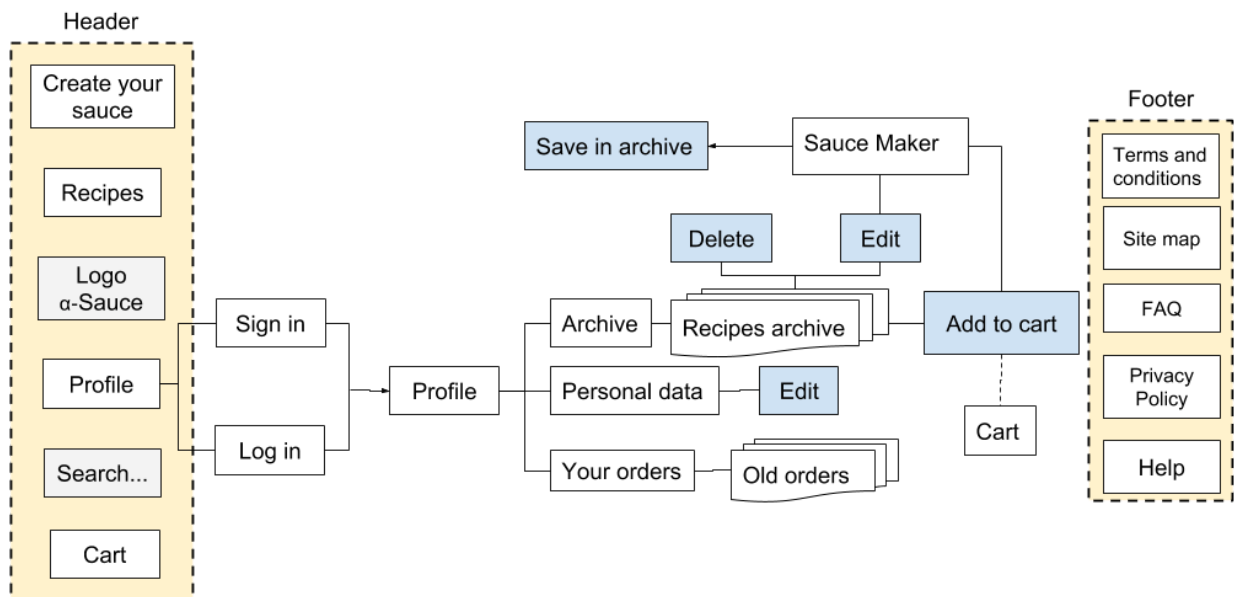 Header
Create your
sauce
Recipes
Logo
α-Sauce
Profile
Search...
Cart
Sign in
Log in
Profile
Archive
Recipes archive
Delete
Edit
Save in archive
Sauce Maker
Add to cart
Cart
Personal data
Edit
Your orders
Old orders
Footer
Terms and
conditions
Site map
FAQ
Privacy
Policy
Help